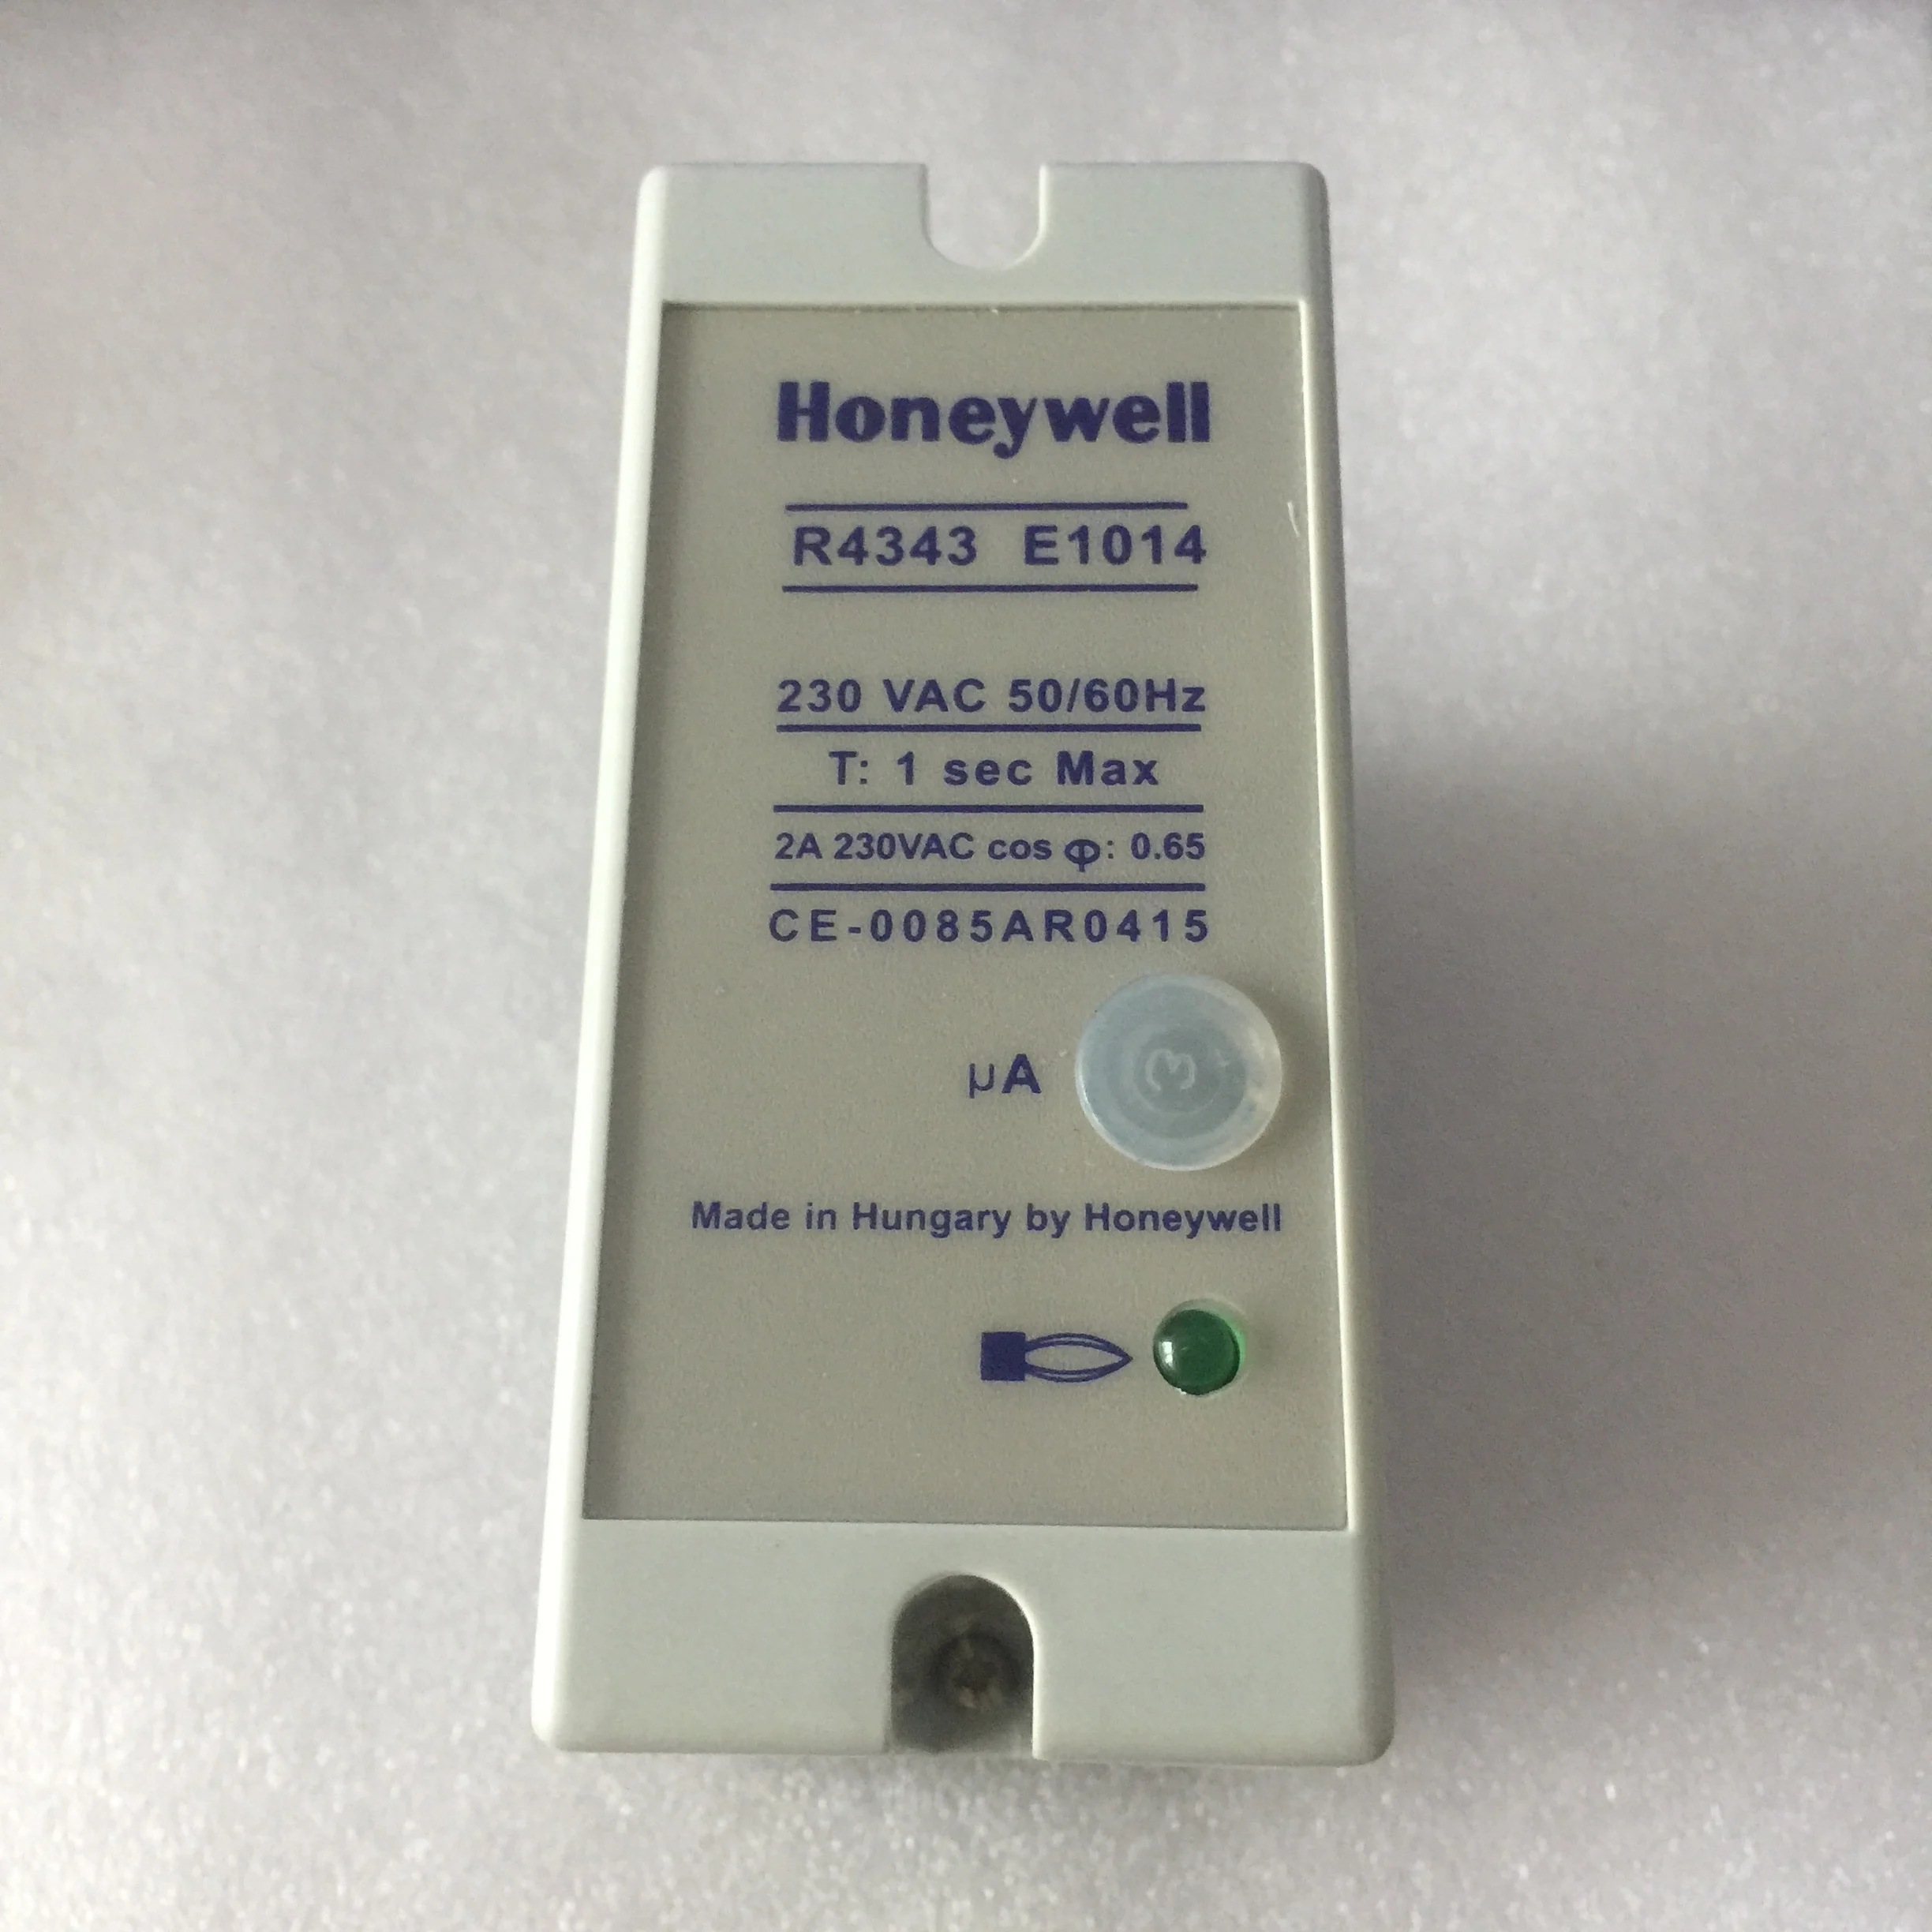 Honeywell
R4343 E1014
230 VAC 50/60Hz
T: 1 sec Max
2A 230VAC cos φ: 0.65
CE-0085AR0415
µA
3
Made in Hungary by Honeywell